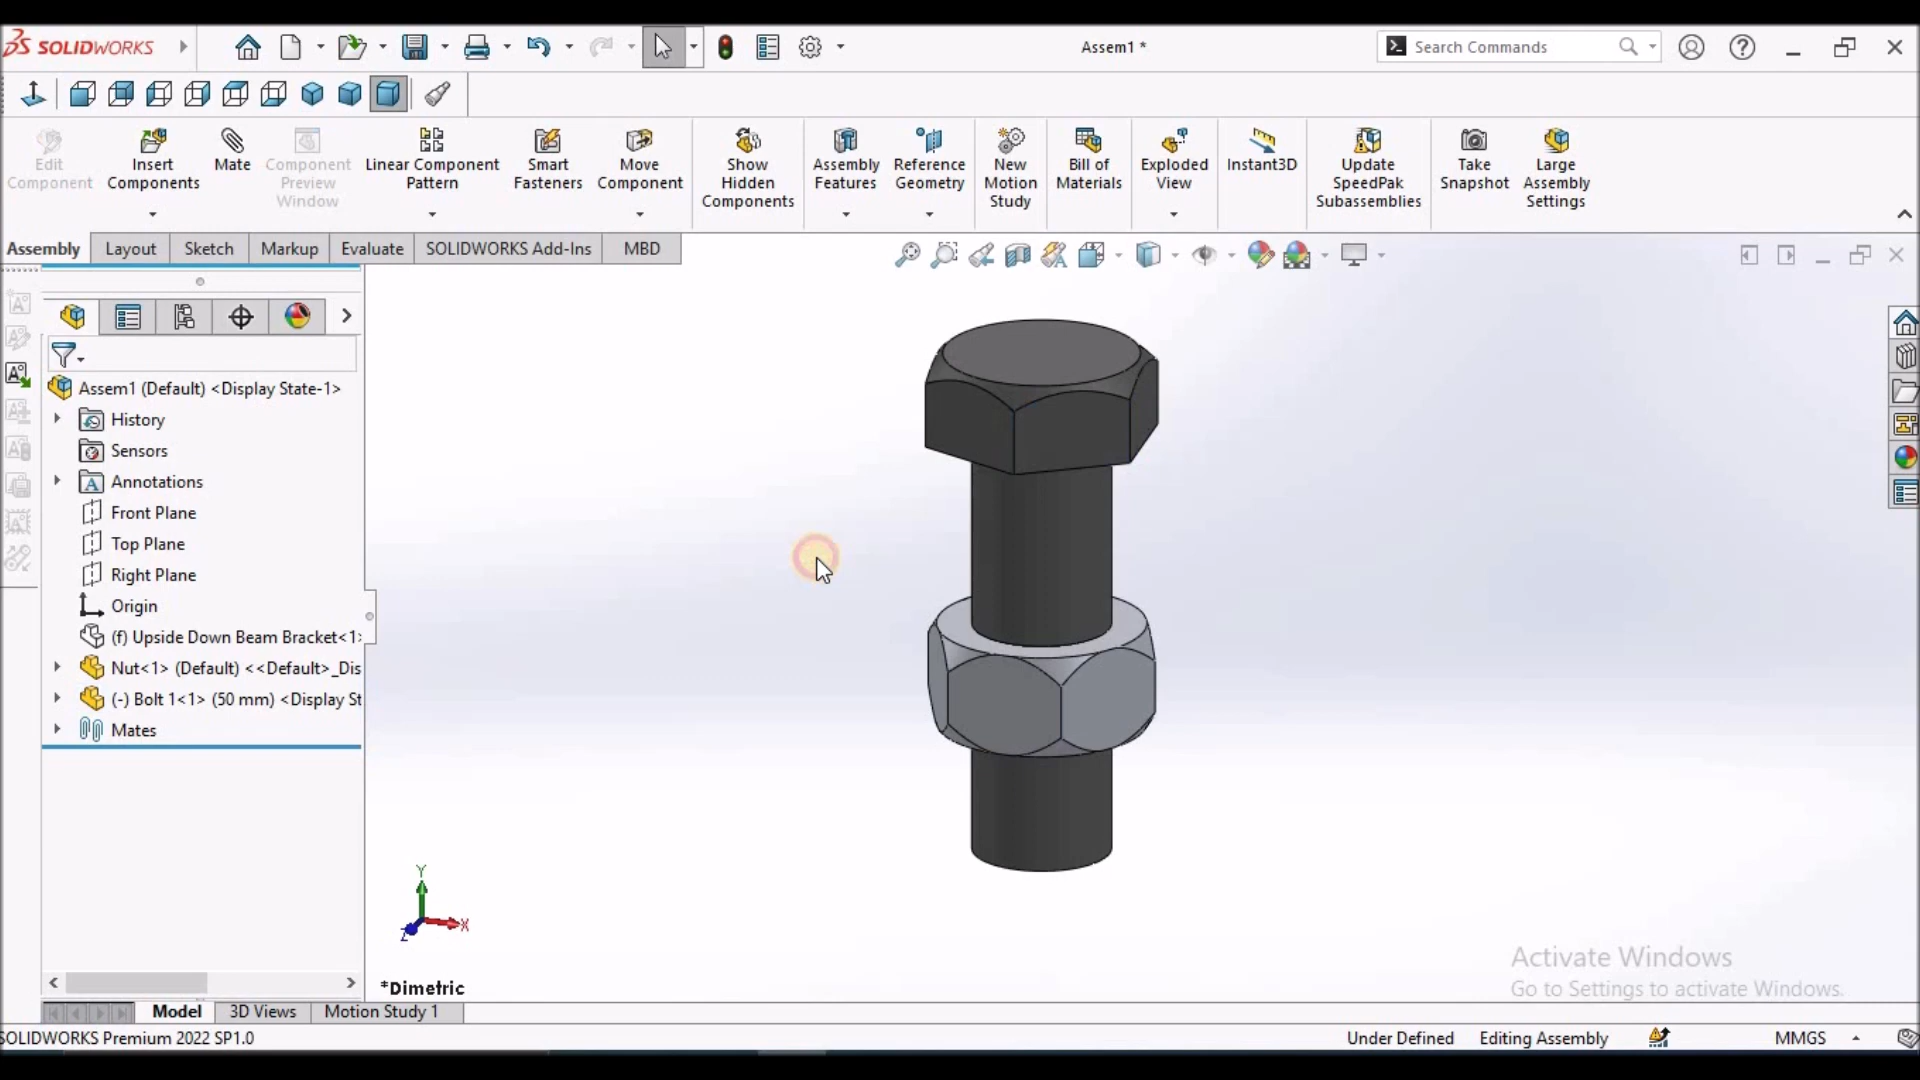 SOLIDWORKS
Assem1 *
Search Commands
Edit
Component
Insert
Components
Mate
Component
Preview
Window
Linear Component
Pattern
Smart
Fasteners
Move
Component
Show
Hidden
Components
Assembly
Features
Reference
Geometry
New
Motion
Study
Bill of
Materials
Exploded
View
Instant3D
Update
SpeedPak
Subassemblies
Take
Snapshot
Large
Assembly
Settings
Assembly
Layout
Sketch
Markup
Evaluate
SOLIDWORKS Add-Ins
MBD
Assem1 (Default) <Display State-1>
History
Sensors
Annotations
Front Plane
Top Plane
Right Plane
Origin
(f) Upside Down Beam Bracket<1>
Nut<1> (Default) <<Default>_Dis
(-) Bolt 1<1> (50 mm) <Display St
Mates
Y
X
Z
*Dimetric
Activate Windows
Go to Settings to activate Windows.
Model
3D Views
Motion Study 1
SOLIDWORKS Premium 2022 SP1.0
Under Defined
Editing Assembly
MMGS